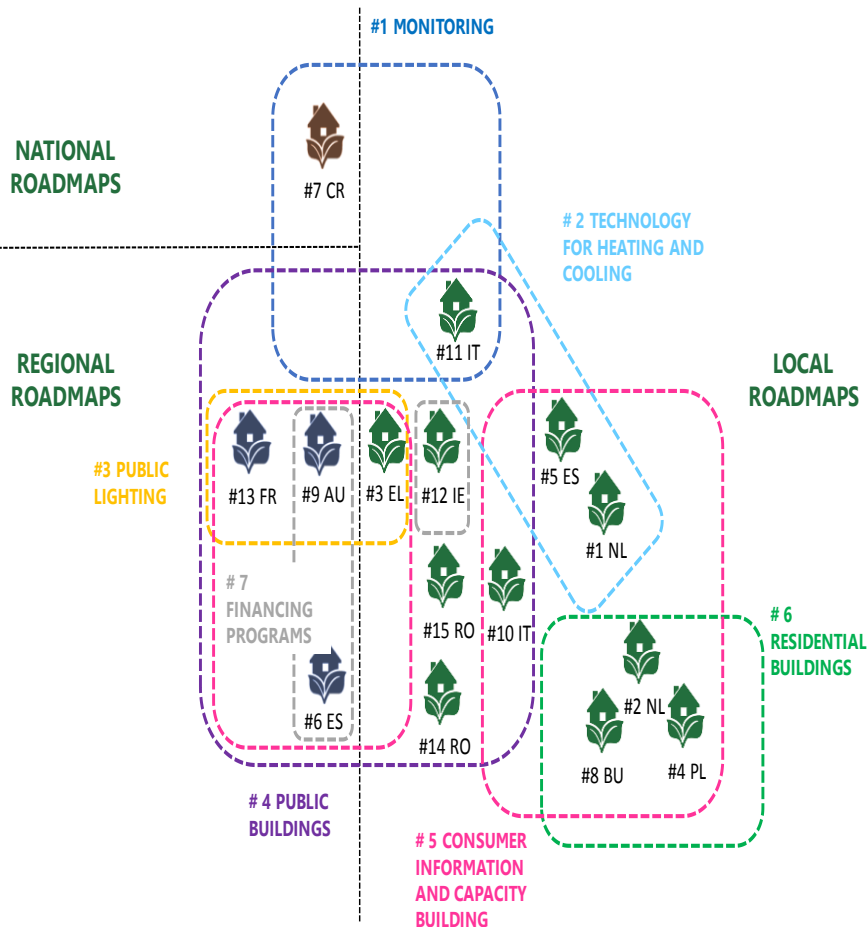 #1 MONITORING
NATIONAL
ROADMAPS
#7 CR
# 2 TECHNOLOGY
FOR HEATING AND
COOLING
#11 IT
REGIONAL
ROADMAPS
LOCAL
ROADMAPS
#3 PUBLIC
LIGHTING
#13 FR
#9 AU
#3 EL
#12 IE
#5 ES
#1 NL
# 7
FINANCING
PROGRAMS
#15 RO
#10 IT
# 6
RESIDENTIAL
BUILDINGS
#6 ES
#14 RO
#2 NL
#8 BU
#4 PL
# 4 PUBLIC
BUILDINGS
# 5 CONSUMER
INFORMATION
AND CAPACITY
BUILDING